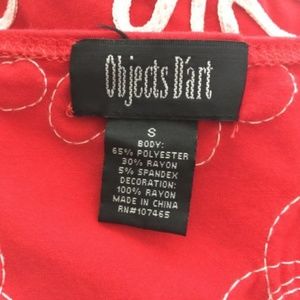 Objects D'art
S
BODY:
65% POLYESTER
30% RAYON
5% SPANDEX
DECORATION:
100% RAYON
MADE IN CHINA
RN#107465